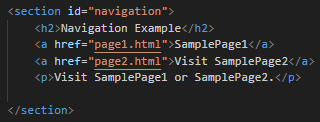 <section id="navigation">
<h2>Navigation Example</h2>
<a href="page1.html">SamplePage1</a>
<a href="page2.html">Visit SamplePage2</a>
<p>Visit SamplePage1 or SamplePage2.</p>
</section>